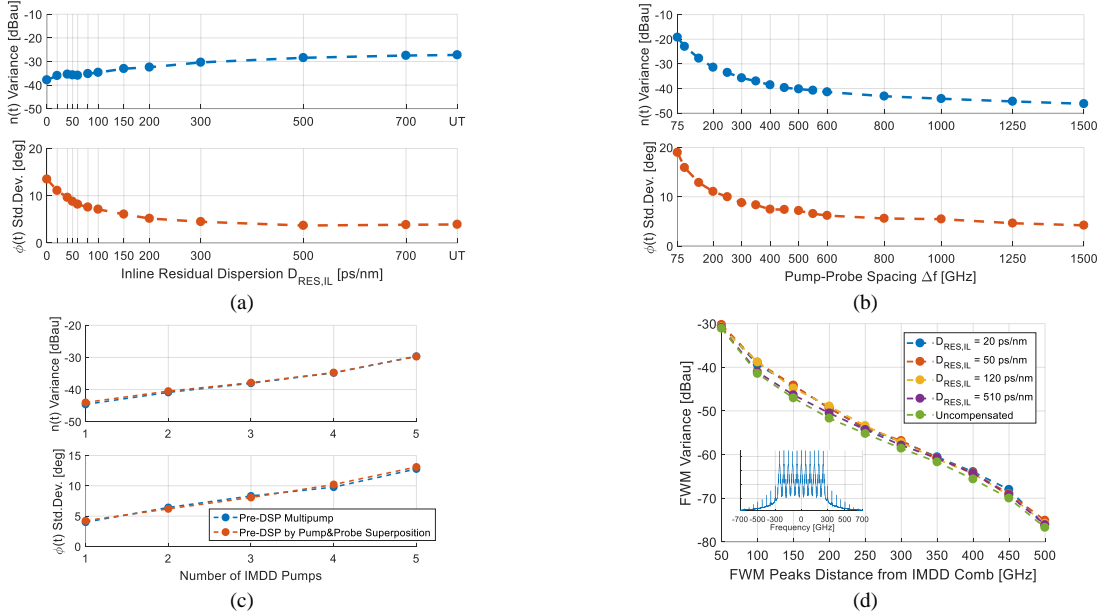 -10
-20
-30
-40
-50
n(t) Variance [dBau]
0 40 50 60 100 150 200 300 500 700 UT
20
10
0
ϕ(t) Std.Dev. [deg]
0 40 50 60 100 150 200 300 500 700 UT
Inline Residual Dispersion D_RES,IL [ps/nm]
(a)
-10
-20
-30
-40
-50
n(t) Variance [dBau]
75 200 300 400 500 600 800 1000 1250 1500
20
10
0
ϕ(t) Std.Dev. [deg]
75 200 300 400 500 600 800 1000 1250 1500
Pump-Probe Spacing Δf [GHz]
(b)
-20
-30
-40
-50
n(t) Variance [dBau]
1 2 3 4 5
15
10
5
0
ϕ(t) Std.Dev. [deg]
Pre-DSP Multipump
Pre-DSP by Pump&Probe Superposition
1 2 3 4 5
Number of IMDD Pumps
(c)
-30
-40
-50
-60
-70
-80
FWM Variance [dBau]
D_RES,IL = 20 ps/nm
D_RES,IL = 50 ps/nm
D_RES,IL = 120 ps/nm
D_RES,IL = 510 ps/nm
Uncompensated
-700 -500 -300 0 300 500 700
Frequency [GHz]
50 100 150 200 250 300 350 400 450 500
FWM Peaks Distance from IMDD Comb [GHz]
(d)